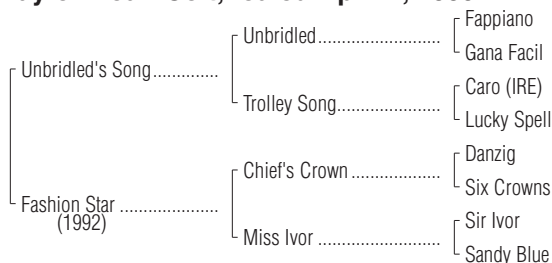 Unbridled's Song..............
Unbridled........................
Fappiano
Gana Facil
Trolley Song....................
Caro (IRE)
Lucky Spell
Fashion Star ...................
(1992)
Chief's Crown .................
Danzig
Six Crowns
Miss Ivor ........................
Sir Ivor
Sandy Blue